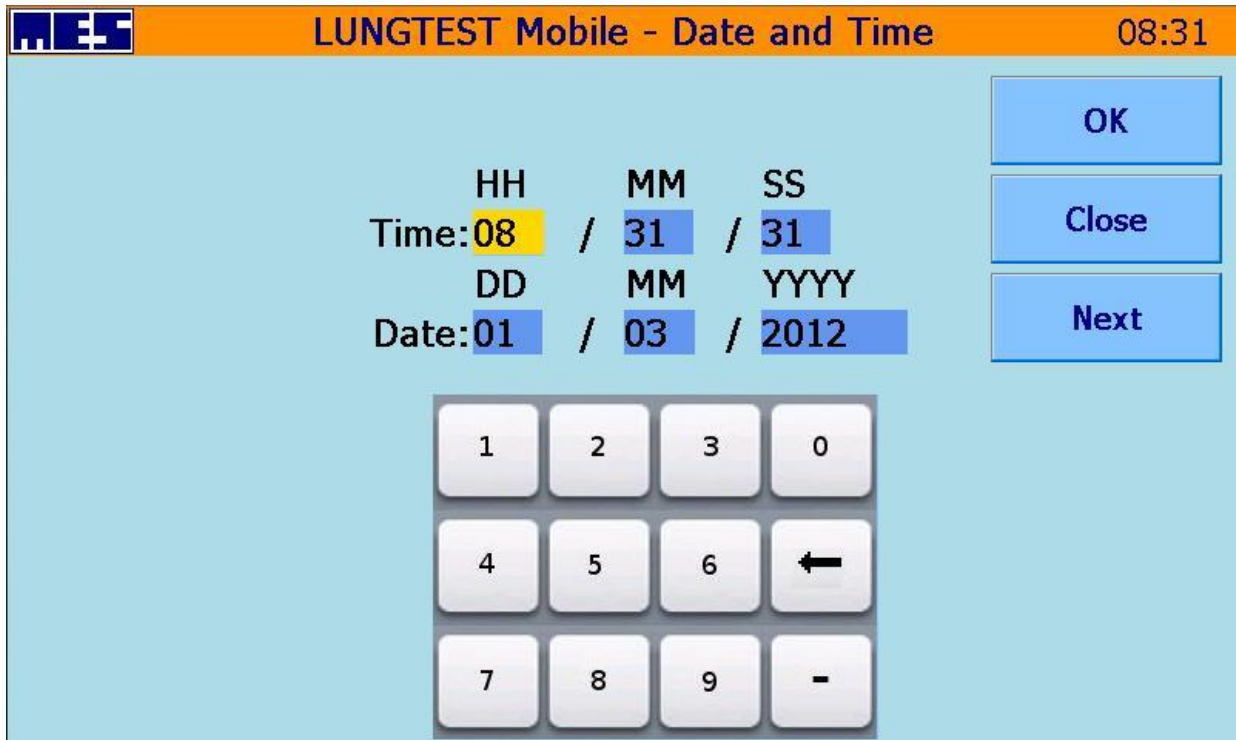 MES LUNGTEST Mobile - Date and Time 08:31
OK
HH MM SS
Time: 08 / 31 / 31
Close
DD MM YYYY
Date: 01 / 03 / 2012
Next
1 2 3 0
4 5 6 ←
7 8 9 -